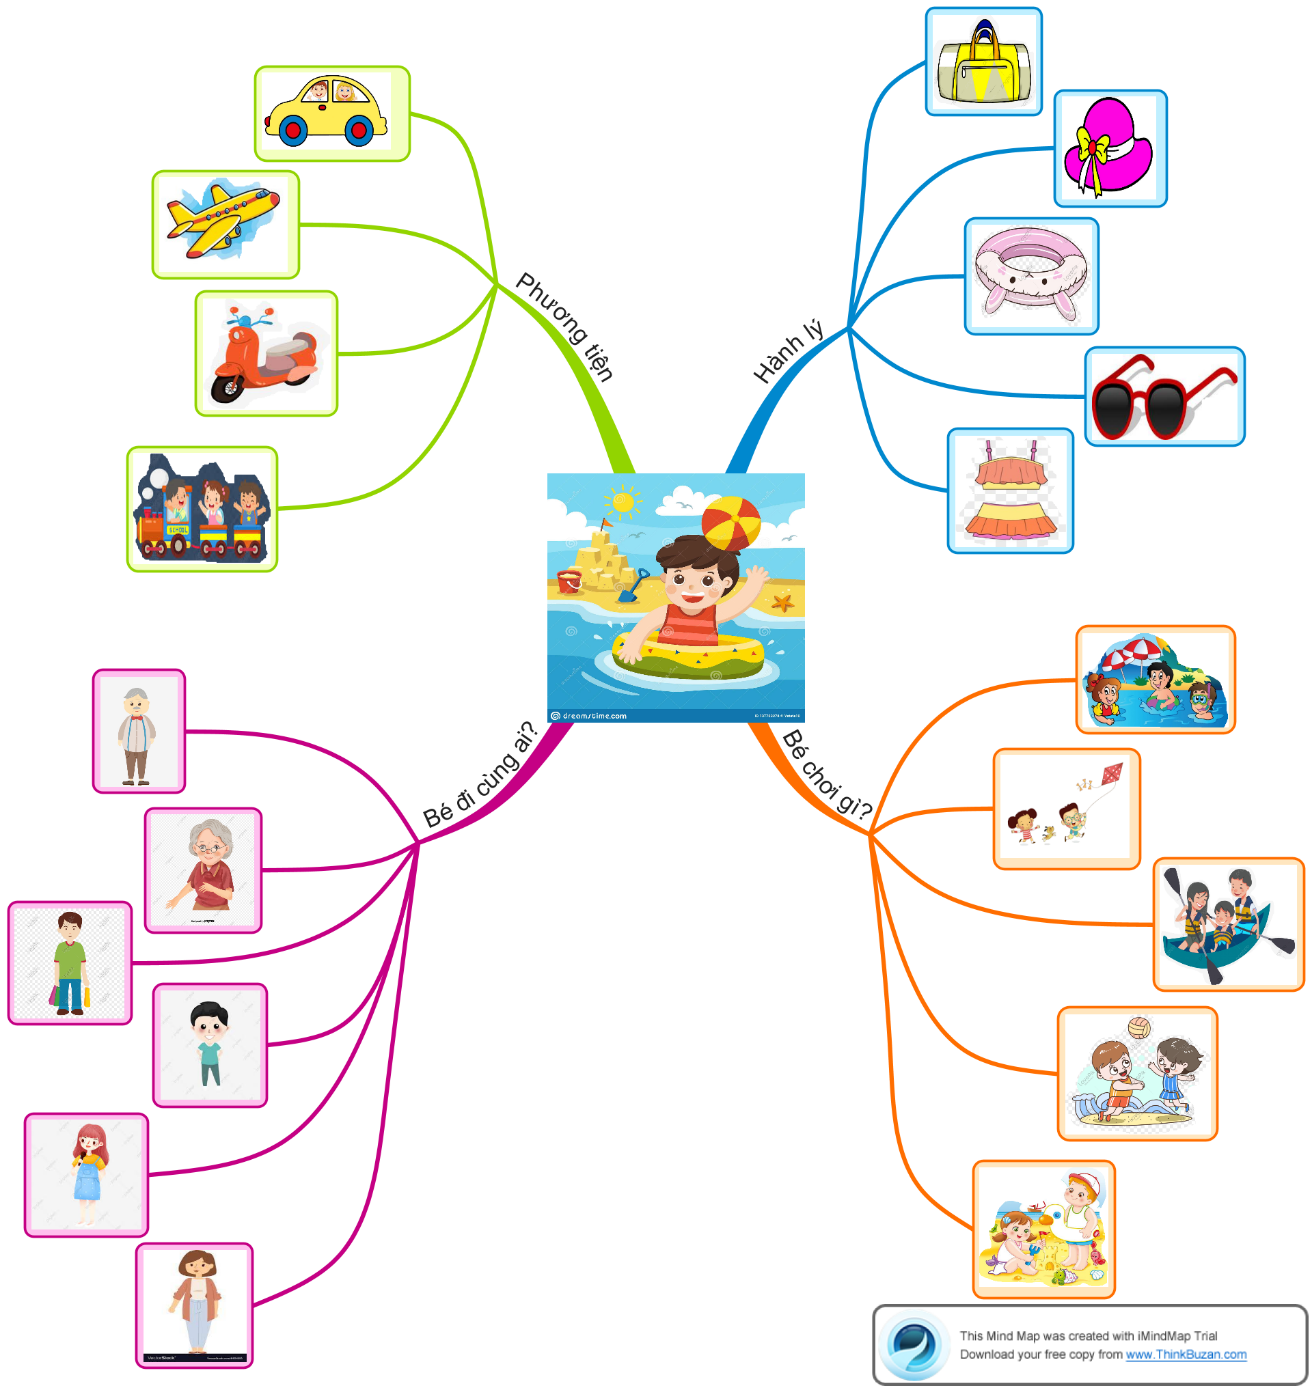 Phương tiện
Hành lý
SCHOOL
dreamstime.com
Bé đi cùng ai?
Bé chơi gì?
This Mind Map was created with iMindMap Trial
Download your free copy from www.ThinkBuzan.com